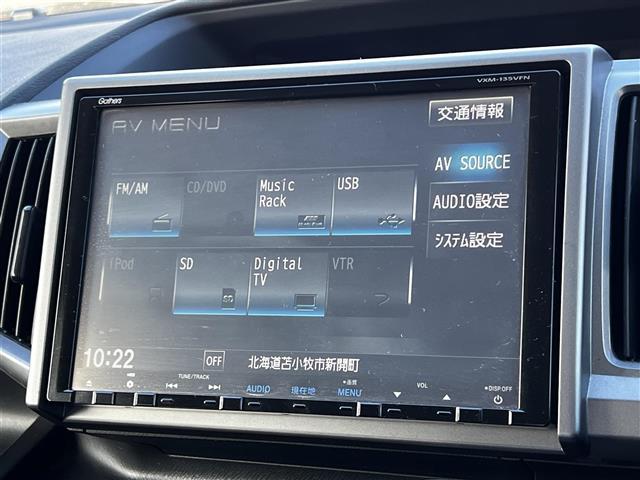 Gathers
VXM-135VFN
AV MENU
交通情報
FM/AM
CD/DVD
Music Rack
USB
AV SOURCE
AUDIO設定
iPod
SD
SD
Digital TV
VTR
システム設定
10:22
OFF
北海道苫小牧市新開町
TUNE/TRACK
AUDIO
現在地
画質
MENU
VOL
DISP.OFF